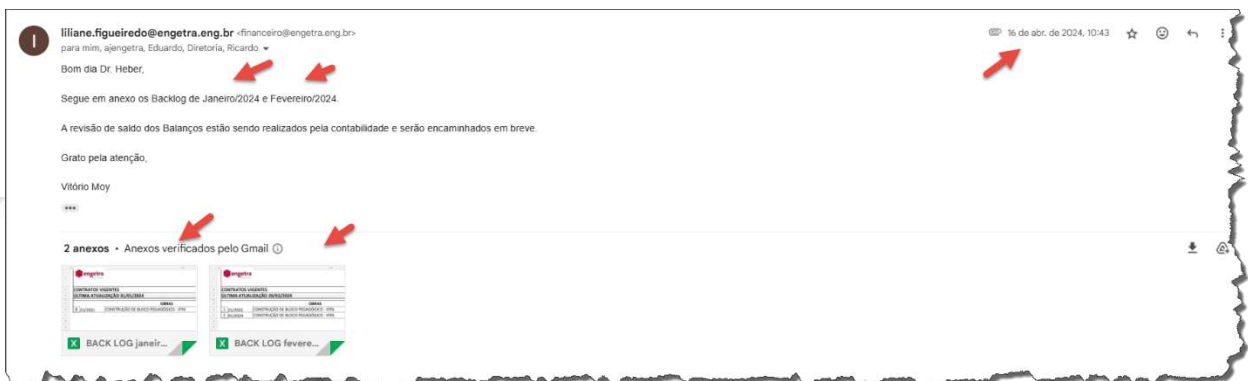 I
liliane.figueiredo@engetra.eng.br <financeiro@engetra.eng.br>
16 de abr. de 2024, 10:43
para mim, ajengetra, Eduardo, Diretoria, Ricardo
Bom dia Dr. Heber,
Segue em anexo os Backlog de Janeiro/2024 e Fevereiro/2024.
A revisão de saldo dos Balanços estão sendo realizados pela contabilidade e serão encaminhados em breve.
Grato pela atenção,
Vitório Moy
2 anexos • Anexos verificados pelo Gmail
engetra
CONTRATOS VIGENTES
OBRAS
CONSTRUÇÃO DE BLOCO PEDAGÓGICO
X BACK LOG janeir...
engetra
CONTRATOS VIGENTES
OBRAS
CONSTRUÇÃO DE BLOCO PEDAGÓGICO
CONSTRUÇÃO DE BLOCO PEDAGÓGICO
X BACK LOG fevere...